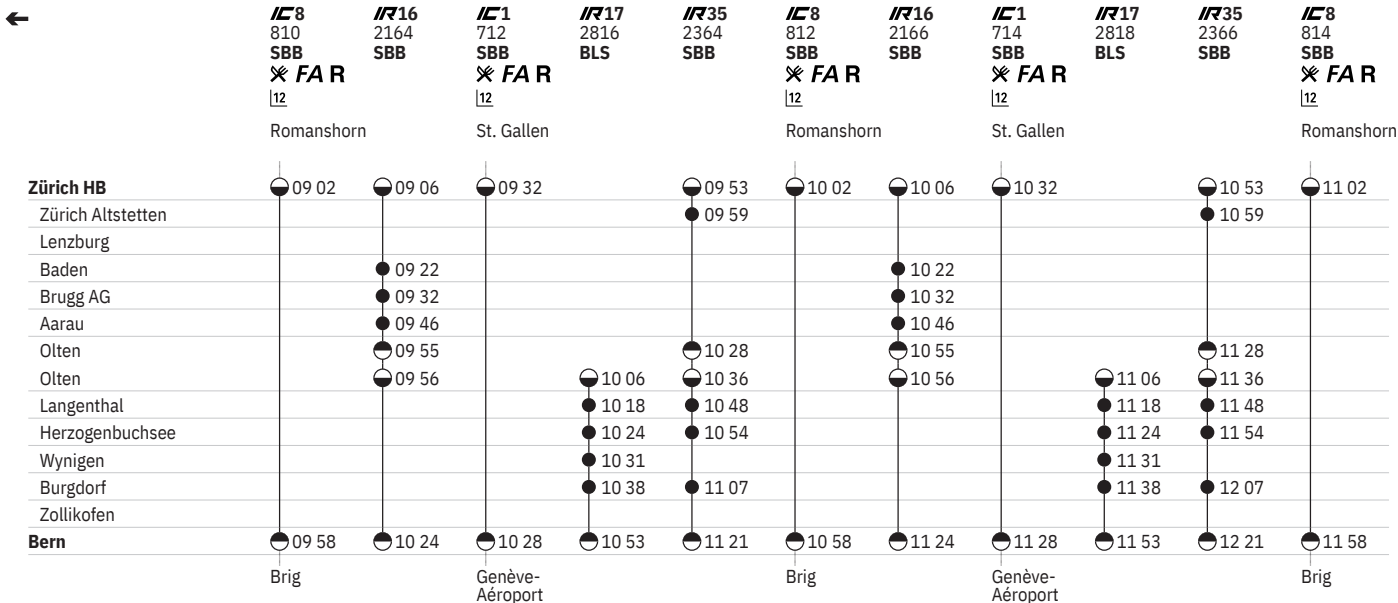 IC8 IR16 IC1 IR17 IR35 IC8 IR16 IC1 IR17 IR35 IC8
810 2164 712 2816 2364 812 2166 714 2818 2366 814
SBB SBB SBB BLS SBB SBB SBB SBB BLS SBB SBB
FA R FA R FA R FA R FA R
12 12 12 12 12
Romanshorn St. Gallen Romanshorn St. Gallen Romanshorn
Zürich HB 09 02 09 06 09 32 09 53 10 02 10 06 10 32 10 53 11 02
Zürich Altstetten 09 59 10 59
Lenzburg
Baden 09 22 10 22
Brugg AG 09 32 10 32
Aarau 09 46 10 46
Olten 09 55 10 28 10 55 11 28
Olten 09 56 10 06 10 36 10 56 11 06 11 36
Langenthal 10 18 10 48 11 18 11 48
Herzogenbuchsee 10 24 10 54 11 24 11 54
Wynigen 10 31 11 31
Burgdorf 10 38 11 07 11 38 12 07
Zollikofen
Bern 09 58 10 24 10 28 10 53 11 21 10 58 11 24 11 28 11 53 12 21 11 58
Brig Genève- Brig Genève- Brig
Aéroport Aéroport